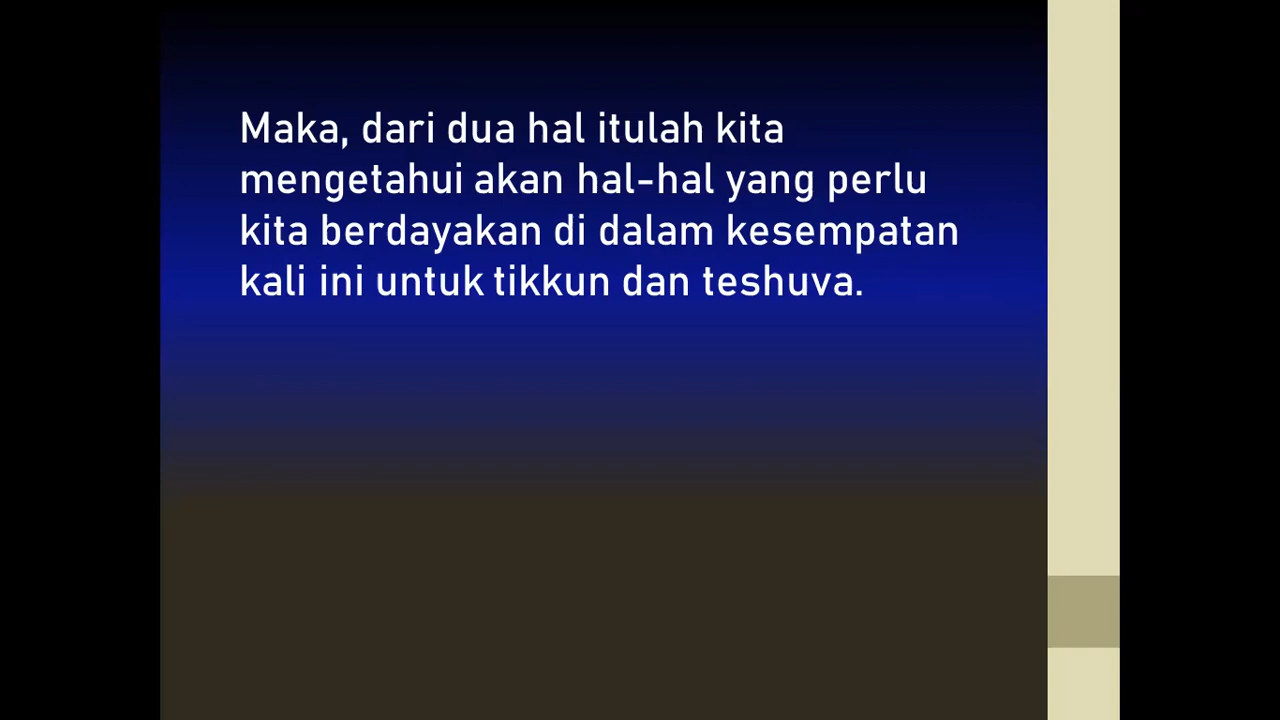 Maka, dari dua hal itulah kita
mengetahui akan hal-hal yang perlu
kita berdayakan di dalam kesempatan
kali ini untuk tikkun dan teshuva.